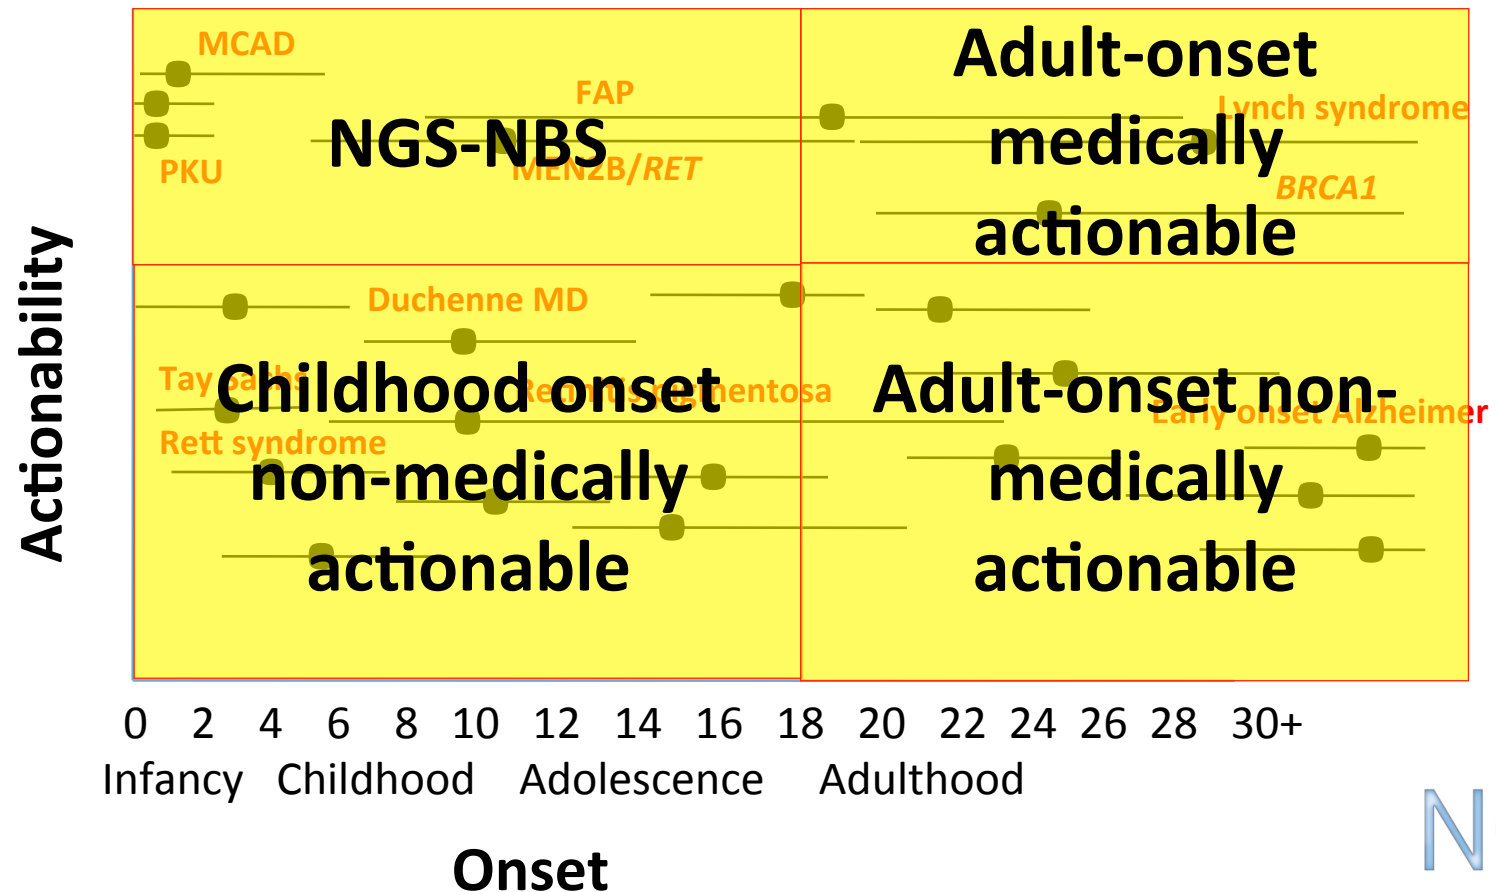 MCAD
Adult-onset
FAP
Lynch syndrome
NGS-NBS
medically
PKU
MEN2B/RET
BRCA1
actionable
Actionability
Duchenne MD
Tay Sachs
Childhood onset
Retinitis pigmentosa
Adult-onset non-
Early onset Alzheimer
Rett syndrome
non-medically
medically
actionable
actionable
0 2 4 6 8 10 12 14 16 18 20 22 24 26 28 30+
Infancy Childhood Adolescence Adulthood
Onset
N